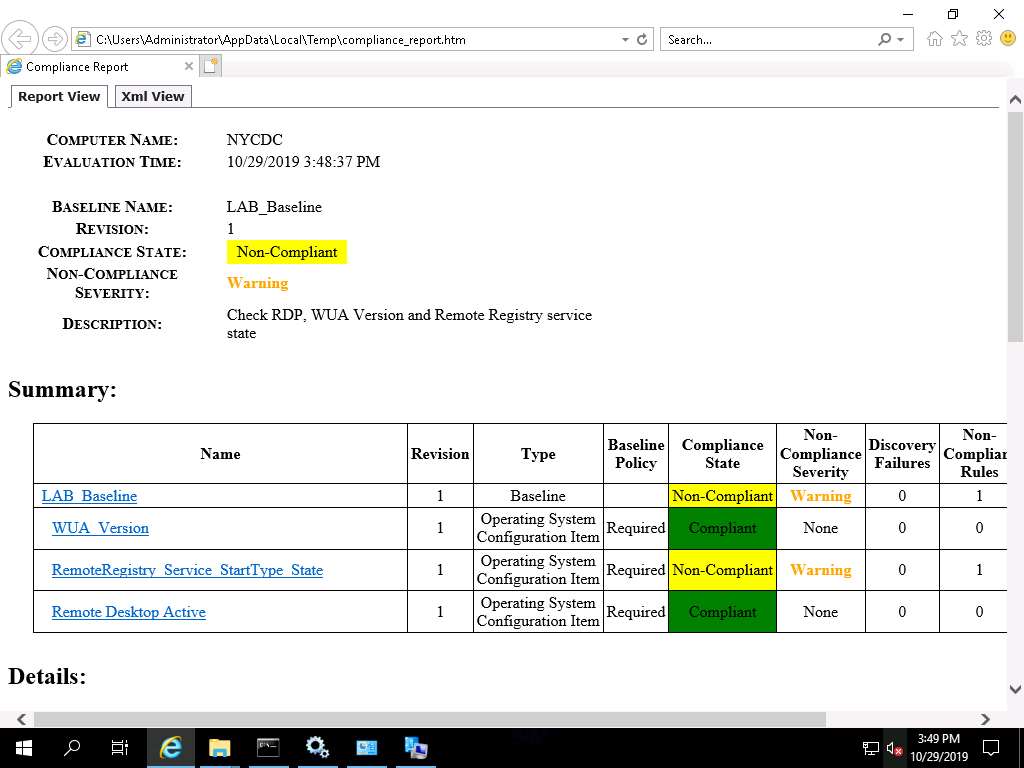 C:\Users\Administrator\AppData\Local\Temp\compliance_report.htm
Search...
Compliance Report
Report View
Xml View
COMPUTER NAME: NYCDC
EVALUATION TIME: 10/29/2019 3:48:37 PM
BASELINE NAME: LAB_Baseline
REVISION: 1
COMPLIANCE STATE: Non-Compliant
NON-COMPLIANCE
SEVERITY:
Warning
DESCRIPTION:
Check RDP, WUA Version and Remote Registry service
state
Summary:
Name
Revision
Type
Baseline
Policy
Compliance
State
Non-
Compliance
Severity
Discovery
Failures
Non-
Complian
Rules
LAB_Baseline 1 Baseline Non-Compliant Warning 0 1
WUA_Version 1 Operating System
Configuration Item Required Compliant None 0 0
RemoteRegistry_Service_StartType_State 1 Operating System
Configuration Item Required Non-Compliant Warning 0 1
Remote Desktop Active 1 Operating System
Configuration Item Required Compliant None 0 0
Details:
3:49 PM
10/29/2019